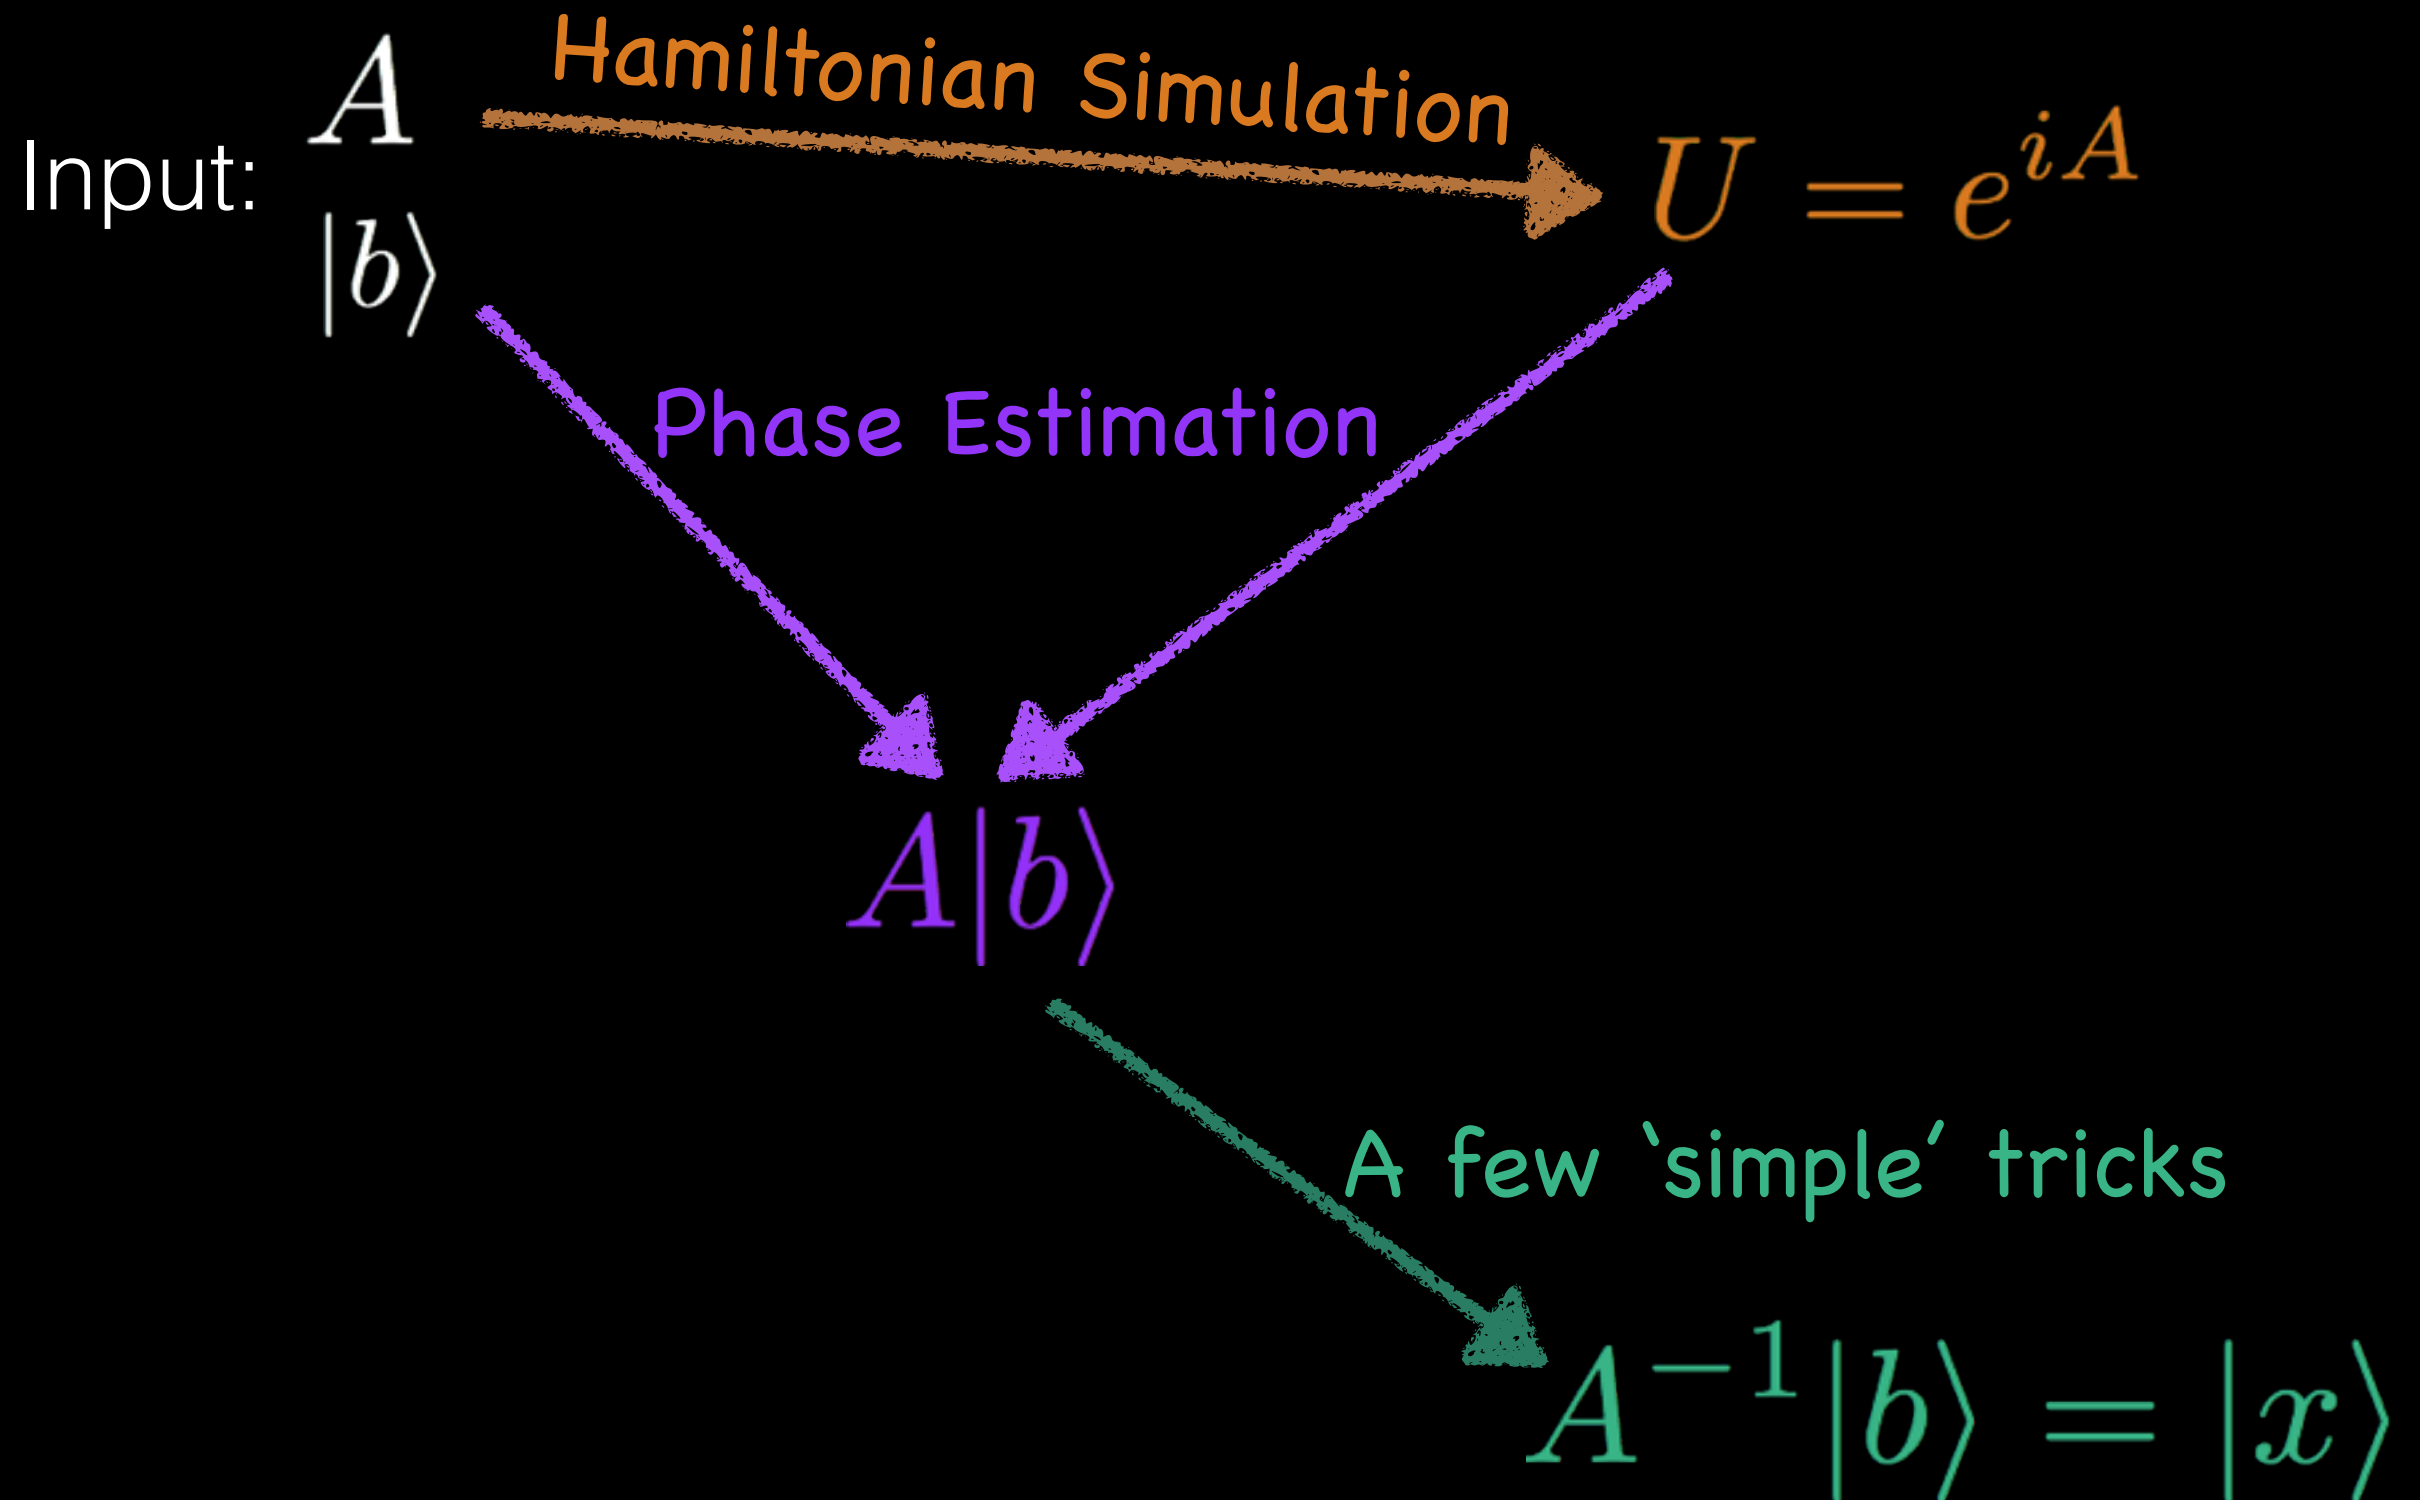 Hamiltonian Simulation
Input:
A
|b⟩
U = e^{iA}
Phase Estimation
A|b⟩
A few ‘simple’ tricks
A^{-1}|b⟩ = |x⟩